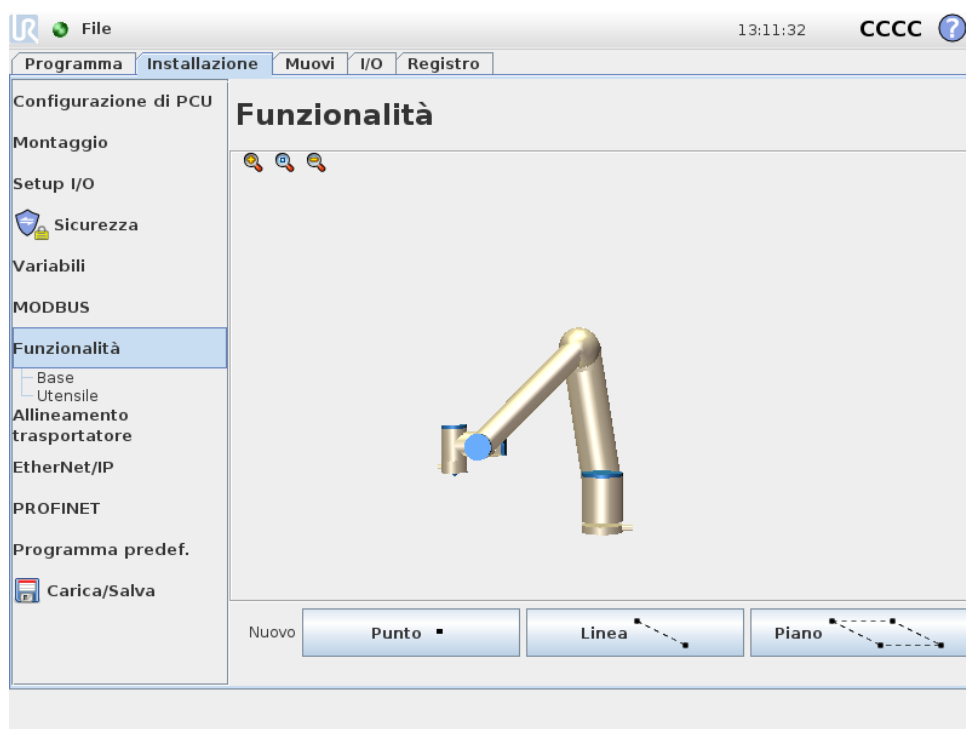 UR File 13:11:32 CCCC ?
Programma Installazione Muovi I/O Registro
Configurazione di PCU
Montaggio
Setup I/O
Sicurezza
Variabili
MODBUS
Funzionalità
Base
Utensile
Allineamento
trasportatore
EtherNet/IP
PROFINET
Programma predef.
Carica/Salva
Funzionalità
Nuovo Punto Linea Piano